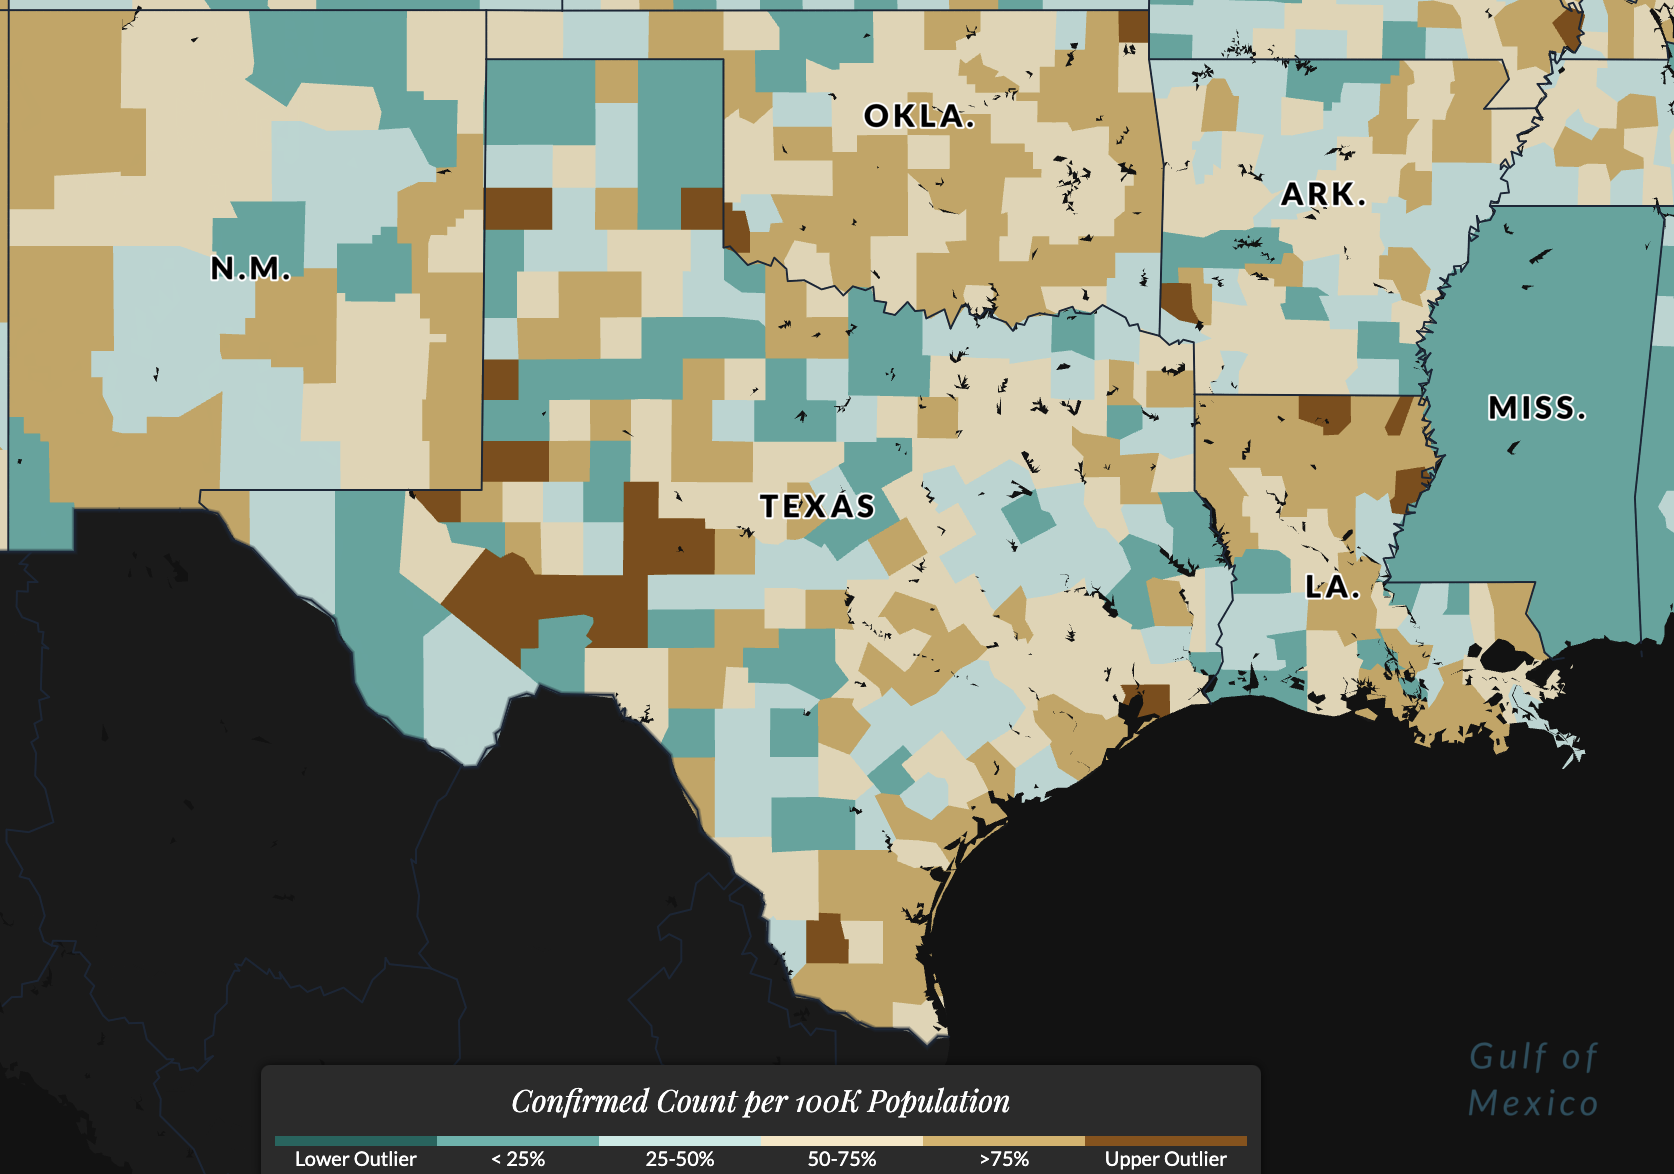 OKLA.
ARK.
N.M.
MISS.
TEXAS
LA.
Gulf of
Mexico
Confirmed Count per 100K Population
Lower Outlier
< 25%
25-50%
50-75%
>75%
Upper Outlier